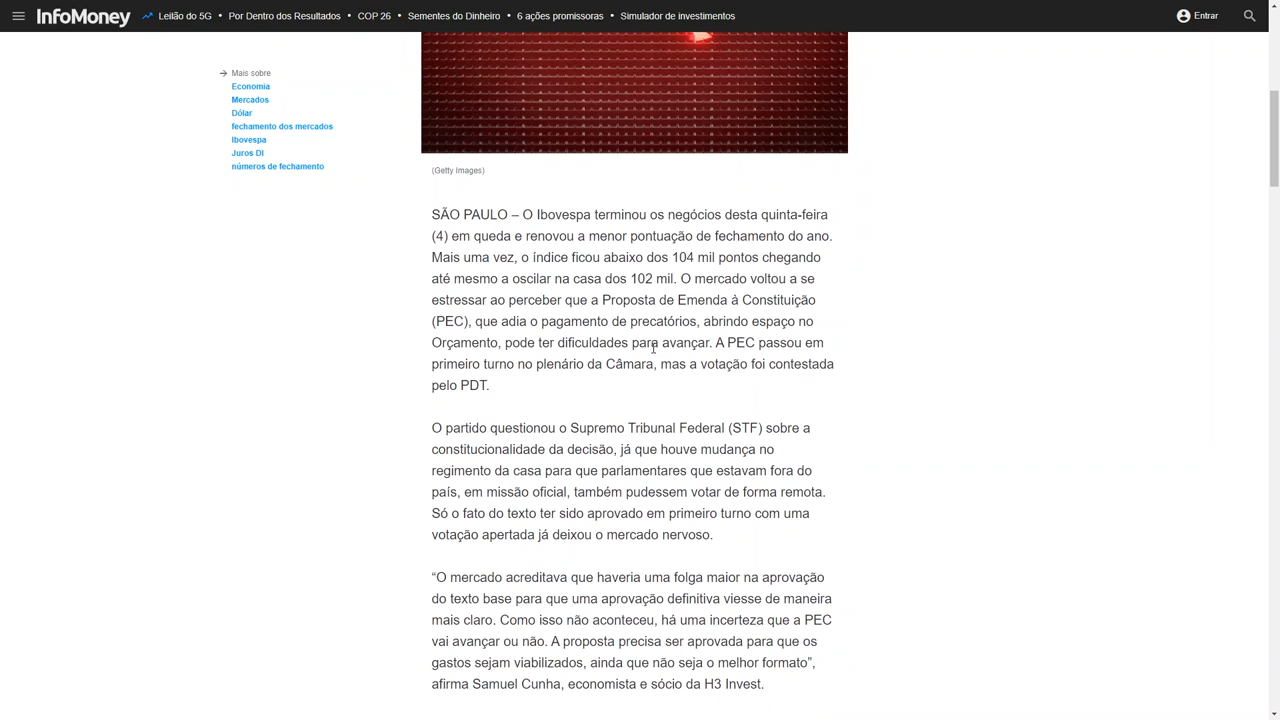 InfoMoney
Leilão do 5G • Por Dentro dos Resultados • COP 26 • Sementes do Dinheiro • 6 ações promissoras • Simulador de investimentos
Entrar
Mais sobre
Economia
Mercados
Dólar
fechamento dos mercados
Ibovespa
Juros DI
números de fechamento
(Getty Images)
SÃO PAULO – O Ibovespa terminou os negócios desta quinta-feira
(4) em queda e renovou a menor pontuação de fechamento do ano.
Mais uma vez, o índice ficou abaixo dos 104 mil pontos chegando
até mesmo a oscilar na casa dos 102 mil. O mercado voltou a se
estressar ao perceber que a Proposta de Emenda à Constituição
(PEC), que adia o pagamento de precatórios, abrindo espaço no
Orçamento, pode ter dificuldades para avançar. A PEC passou em
primeiro turno no plenário da Câmara, mas a votação foi contestada
pelo PDT.
O partido questionou o Supremo Tribunal Federal (STF) sobre a
constitucionalidade da decisão, já que houve mudança no
regimento da casa para que parlamentares que estavam fora do
país, em missão oficial, também pudessem votar de forma remota.
Só o fato do texto ter sido aprovado em primeiro turno com uma
votação apertada já deixou o mercado nervoso.
“O mercado acreditava que haveria uma folga maior na aprovação
do texto base para que uma aprovação definitiva viesse de maneira
mais claro. Como isso não aconteceu, há uma incerteza que a PEC
vai avançar ou não. A proposta precisa ser aprovada para que os
gastos sejam viabilizados, ainda que não seja o melhor formato”,
afirma Samuel Cunha, economista e sócio da H3 Invest.